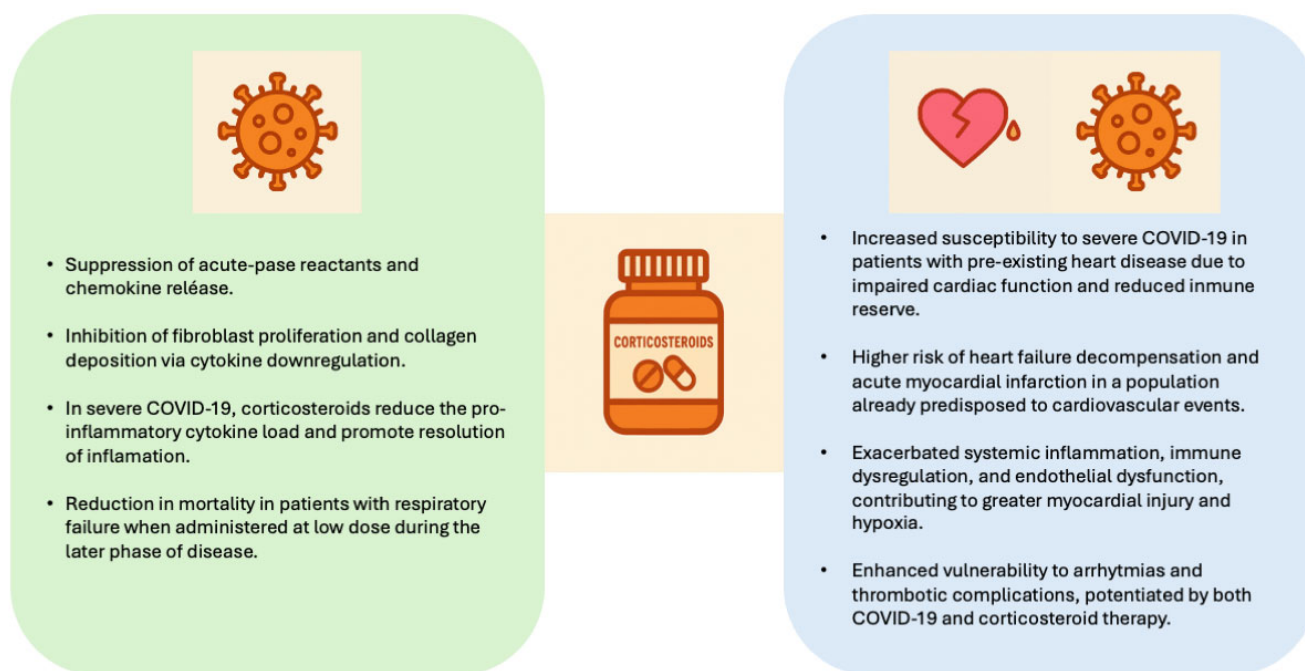 • Suppression of acute-pase reactants and
chemokine reléase.
• Inhibition of fibroblast proliferation and collagen
deposition via cytokine downregulation.
• In severe COVID-19, corticosteroids reduce the pro-
inflammatory cytokine load and promote resolution
of inflamation.
• Reduction in mortality in patients with respiratory
failure when administered at low dose during the
later phase of disease.
CORTICOSTEROIDS
• Increased susceptibility to severe COVID-19 in
patients with pre-existing heart disease due to
impaired cardiac function and reduced inmune
reserve.
• Higher risk of heart failure decompensation and
acute myocardial infarction in a population
already predisposed to cardiovascular events.
• Exacerbated systemic inflammation, immune
dysregulation, and endothelial dysfunction,
contributing to greater myocardial injury and
hypoxia.
• Enhanced vulnerability to arrhytmias and
thrombotic complications, potentiated by both
COVID-19 and corticosteroid therapy.